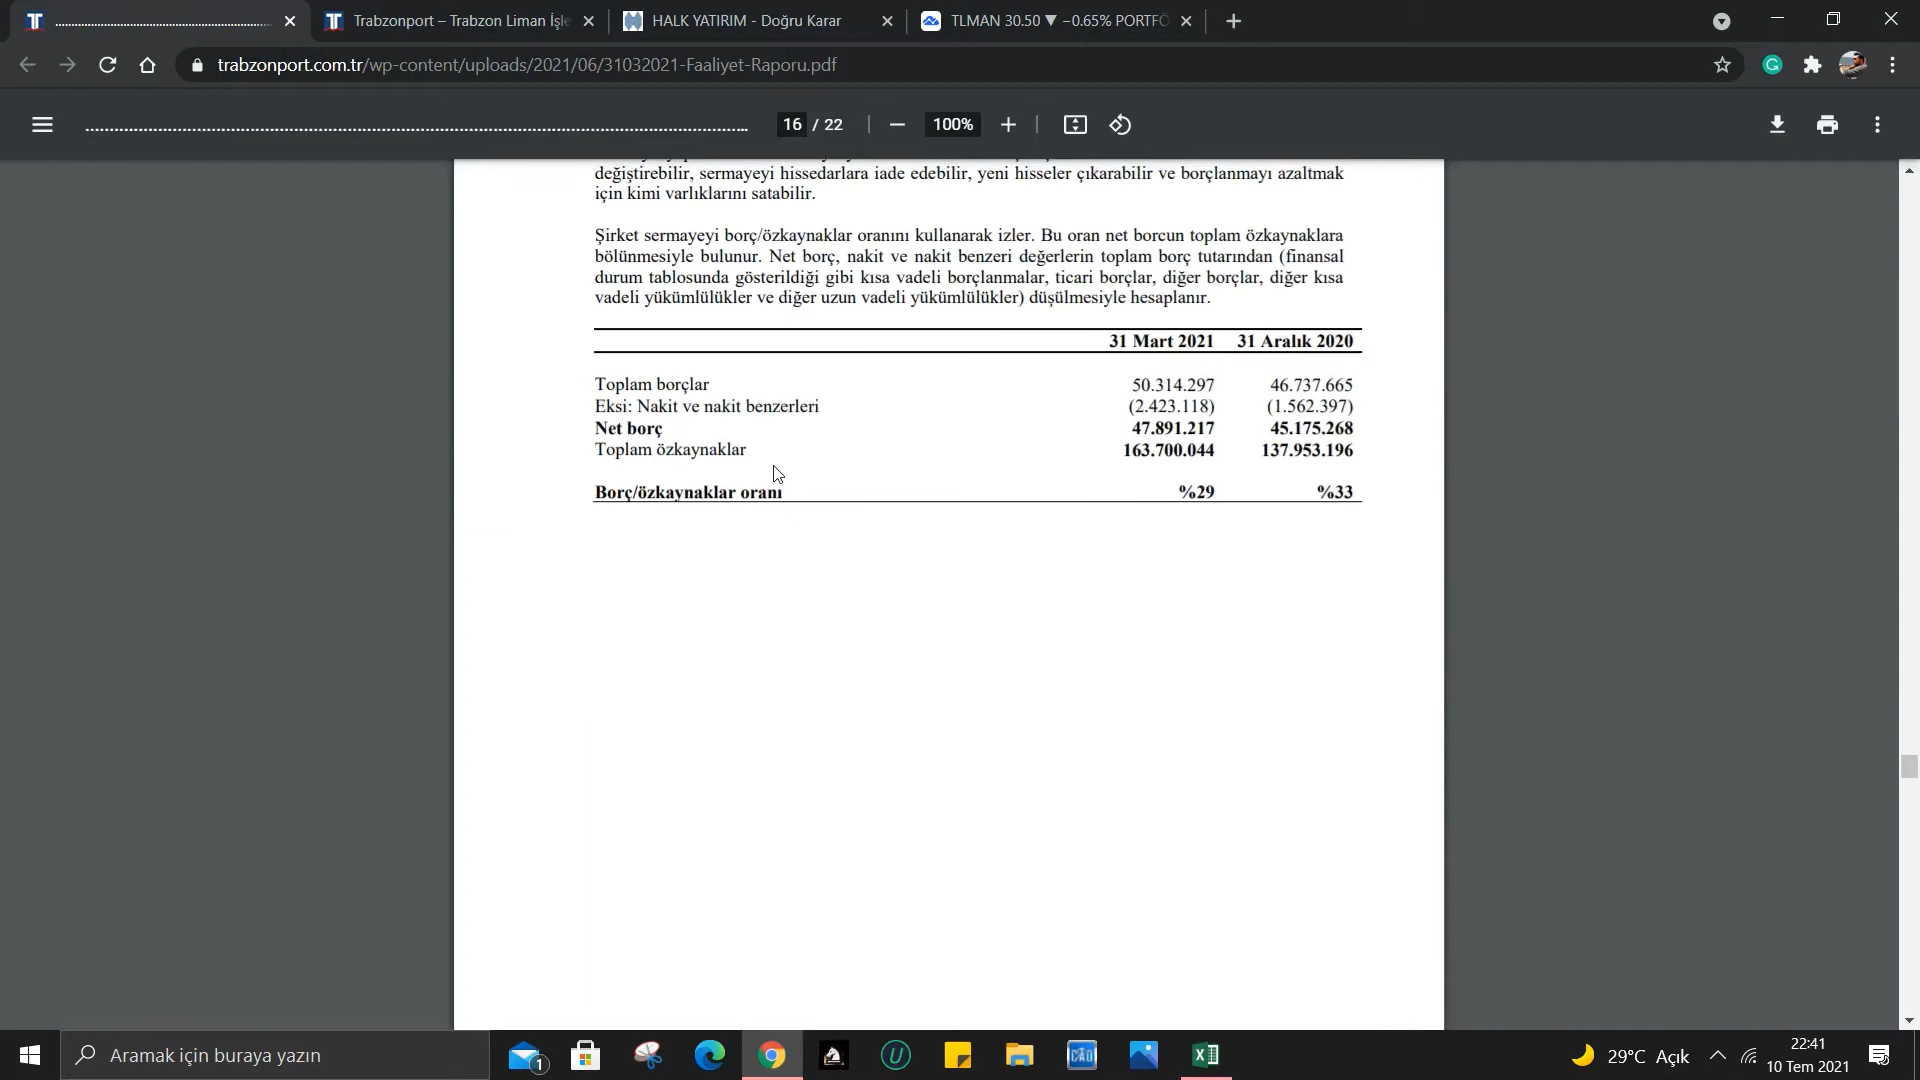 Trabzonport – Trabzon Liman İşle
HALK YATIRIM - Doğru Karar
TLMAN 30.50 ▼ −0.65% PORTFÖ
trabzonport.com.tr/wp-content/uploads/2021/06/31032021-Faaliyet-Raporu.pdf
16 / 22
100%
değiştirebilir, sermayeyi hissedarlara iade edebilir, yeni hisseler çıkarabilir ve borçlanmayı azaltmak
için kimi varlıklarını satabilir.
Şirket sermayeyi borç/özkaynaklar oranını kullanarak izler. Bu oran net borcun toplam özkaynaklara
bölünmesiyle bulunur. Net borç, nakit ve nakit benzeri değerlerin toplam borç tutarından (finansal
durum tablosunda gösterildiği gibi kısa vadeli borçlanmalar, ticari borçlar, diğer borçlar, diğer kısa
vadeli yükümlülükler ve diğer uzun vadeli yükümlülükler) düşülmesiyle hesaplanır.
31 Mart 2021 31 Aralık 2020
Toplam borçlar 50.314.297 46.737.665
Eksi: Nakit ve nakit benzerleri (2.423.118) (1.562.397)
Net borç 47.891.217 45.175.268
Toplam özkaynaklar 163.700.044 137.953.196
Borç/özkaynaklar oranı %29 %33
Aramak için buraya yazın
1
CAD
29°C Açık
22:41
10 Tem 2021